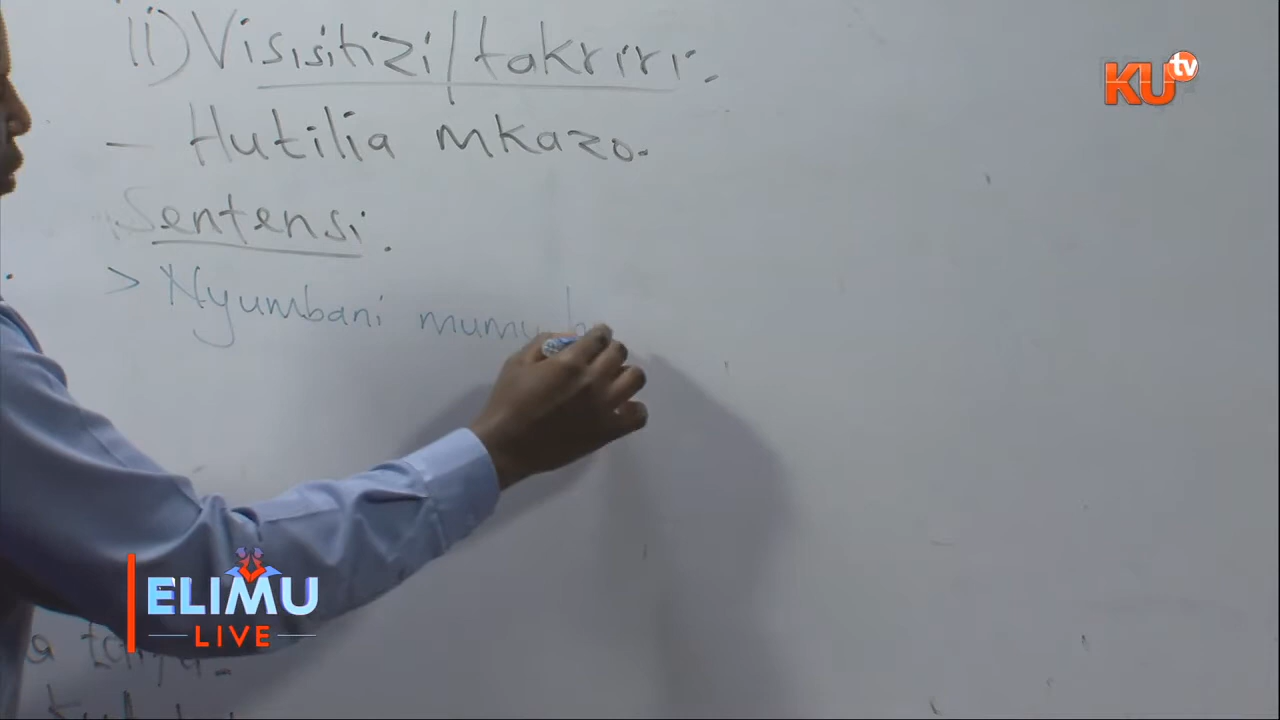 ii) Visisitizi/takriri.
KU tv
- Hutilia mkazo.
Sentensi.
> Nyumbani mumu
ELIMU
LIVE